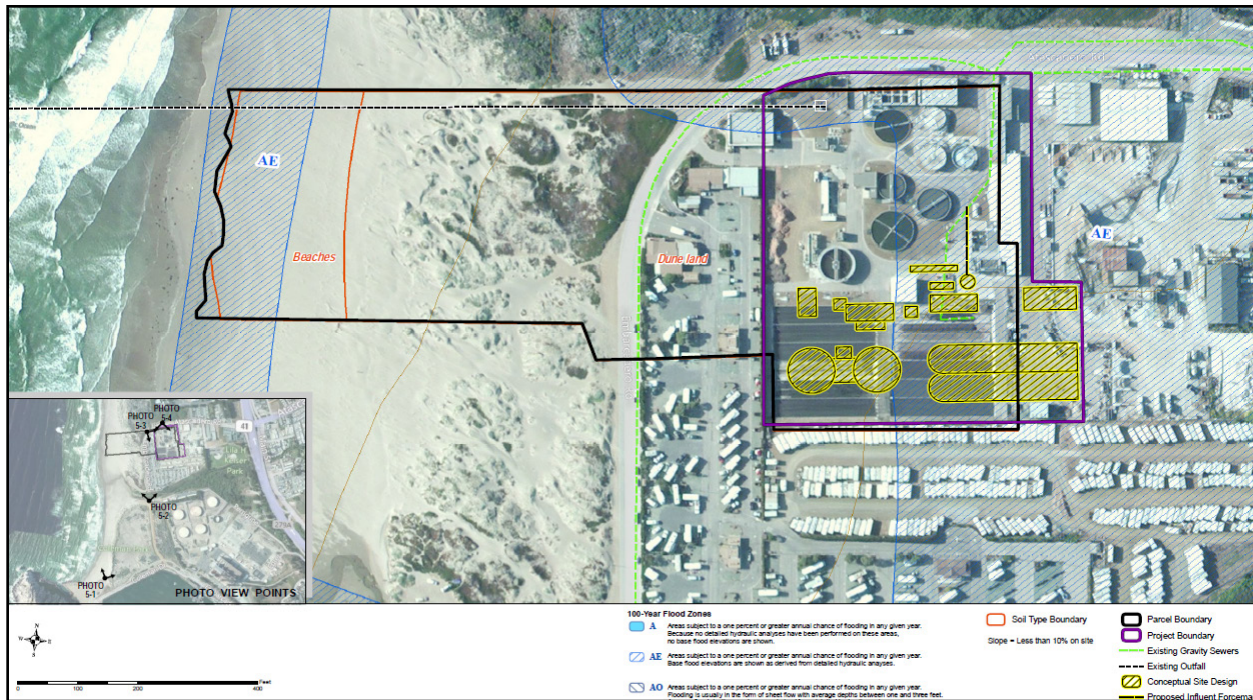 AE
Beaches
Dune land
AE
PHOTO
5-4
PHOTO
5-3
41
PHOTO
5-2
PHOTO
5-1
PHOTO VIEW POINTS
N
W
E
S
0
200
400
Feet
100-Year Flood Zones
A Areas subject to a one percent or greater annual chance of flooding in any given year.
Because no detailed hydraulic analyses have been performed on these areas,
no base flood elevations are shown.
AE Areas subject to a one percent or greater annual chance of flooding in any given year.
Base flood elevations are shown as derived from detailed hydraulic anaylses.
AO Areas subject to a one percent or greater annual chance of flooding in any given year.
Flooding is usually in the form of sheet flow with average depths between one and three feet.
Soil Type Boundary
Slope = Less than 10% on site
Parcel Boundary
Project Boundary
Existing Gravity Sewers
Existing Outfall
Conceptual Site Design
Proposed Influent Forcemain